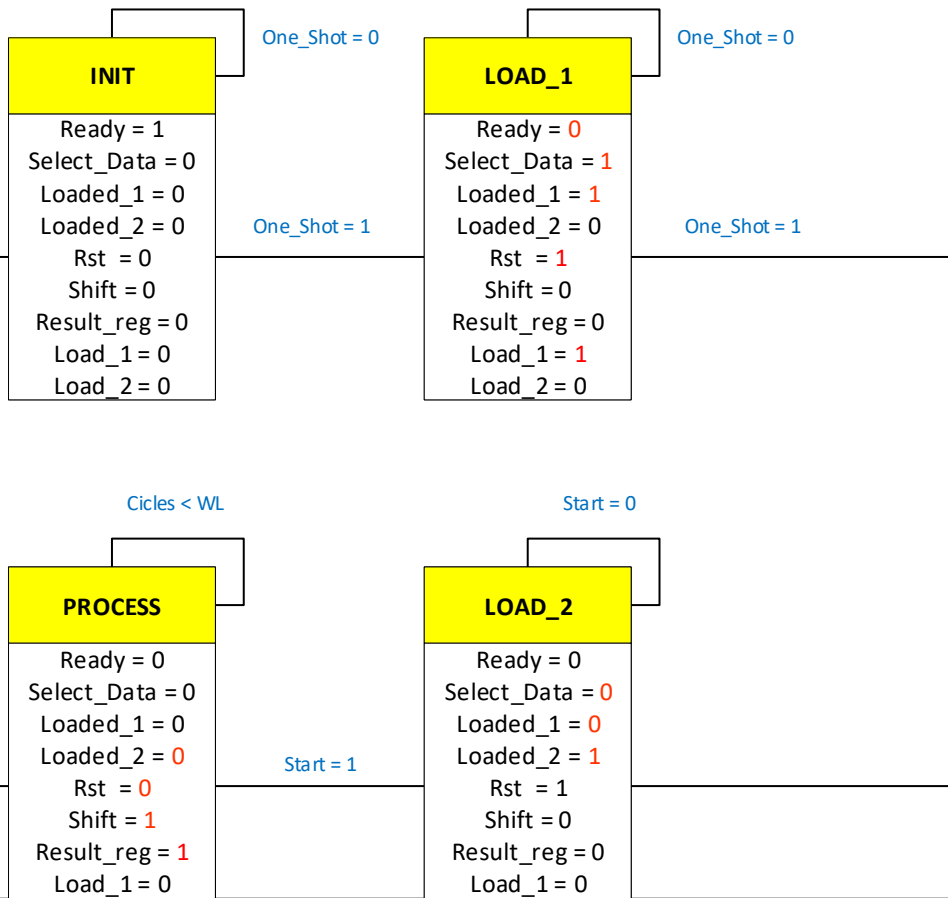 One_Shot = 0
INIT
Ready = 1
Select_Data = 0
Loaded_1 = 0
Loaded_2 = 0
Rst = 0
Shift = 0
Result_reg = 0
Load_1 = 0
Load_2 = 0
One_Shot = 1
One_Shot = 0
LOAD_1
Ready = 0
Select_Data = 1
Loaded_1 = 1
Loaded_2 = 0
Rst = 1
Shift = 0
Result_reg = 0
Load_1 = 1
Load_2 = 0
One_Shot = 1
Cicles < WL
PROCESS
Ready = 0
Select_Data = 0
Loaded_1 = 0
Loaded_2 = 0
Rst = 0
Shift = 1
Result_reg = 1
Load_1 = 0
Start = 1
Start = 0
LOAD_2
Ready = 0
Select_Data = 0
Loaded_1 = 0
Loaded_2 = 1
Rst = 1
Shift = 0
Result_reg = 0
Load_1 = 0